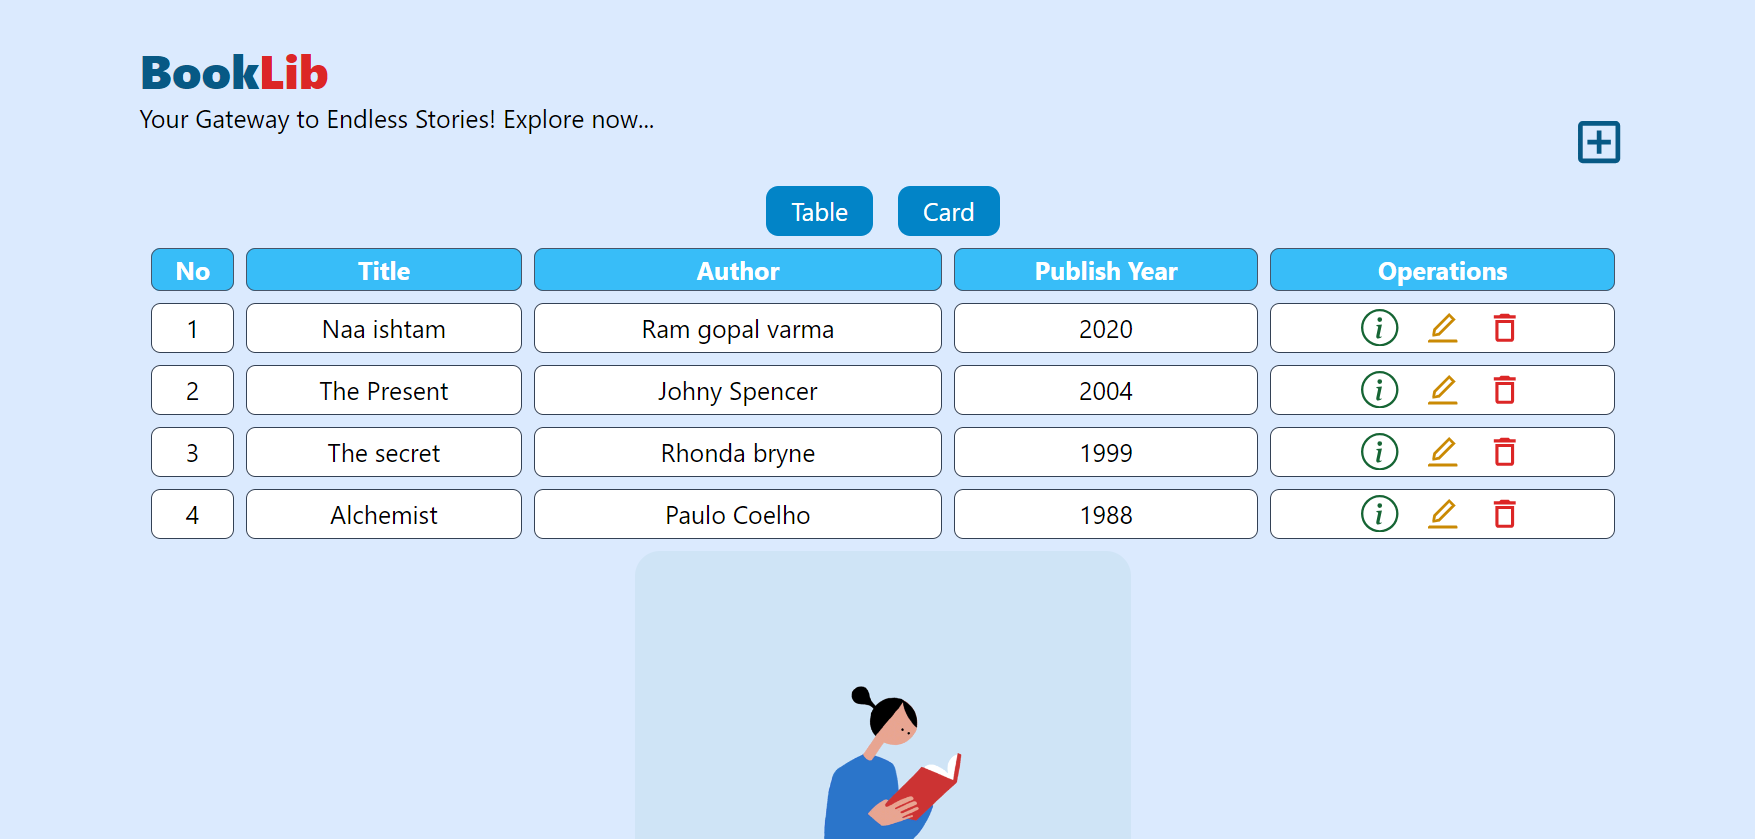 BookLib
Your Gateway to Endless Stories! Explore now...
Table Card
No Title Author Publish Year Operations
1 Naa ishtam Ram gopal varma 2020
2 The Present Johny Spencer 2004
3 The secret Rhonda bryne 1999
4 Alchemist Paulo Coelho 1988